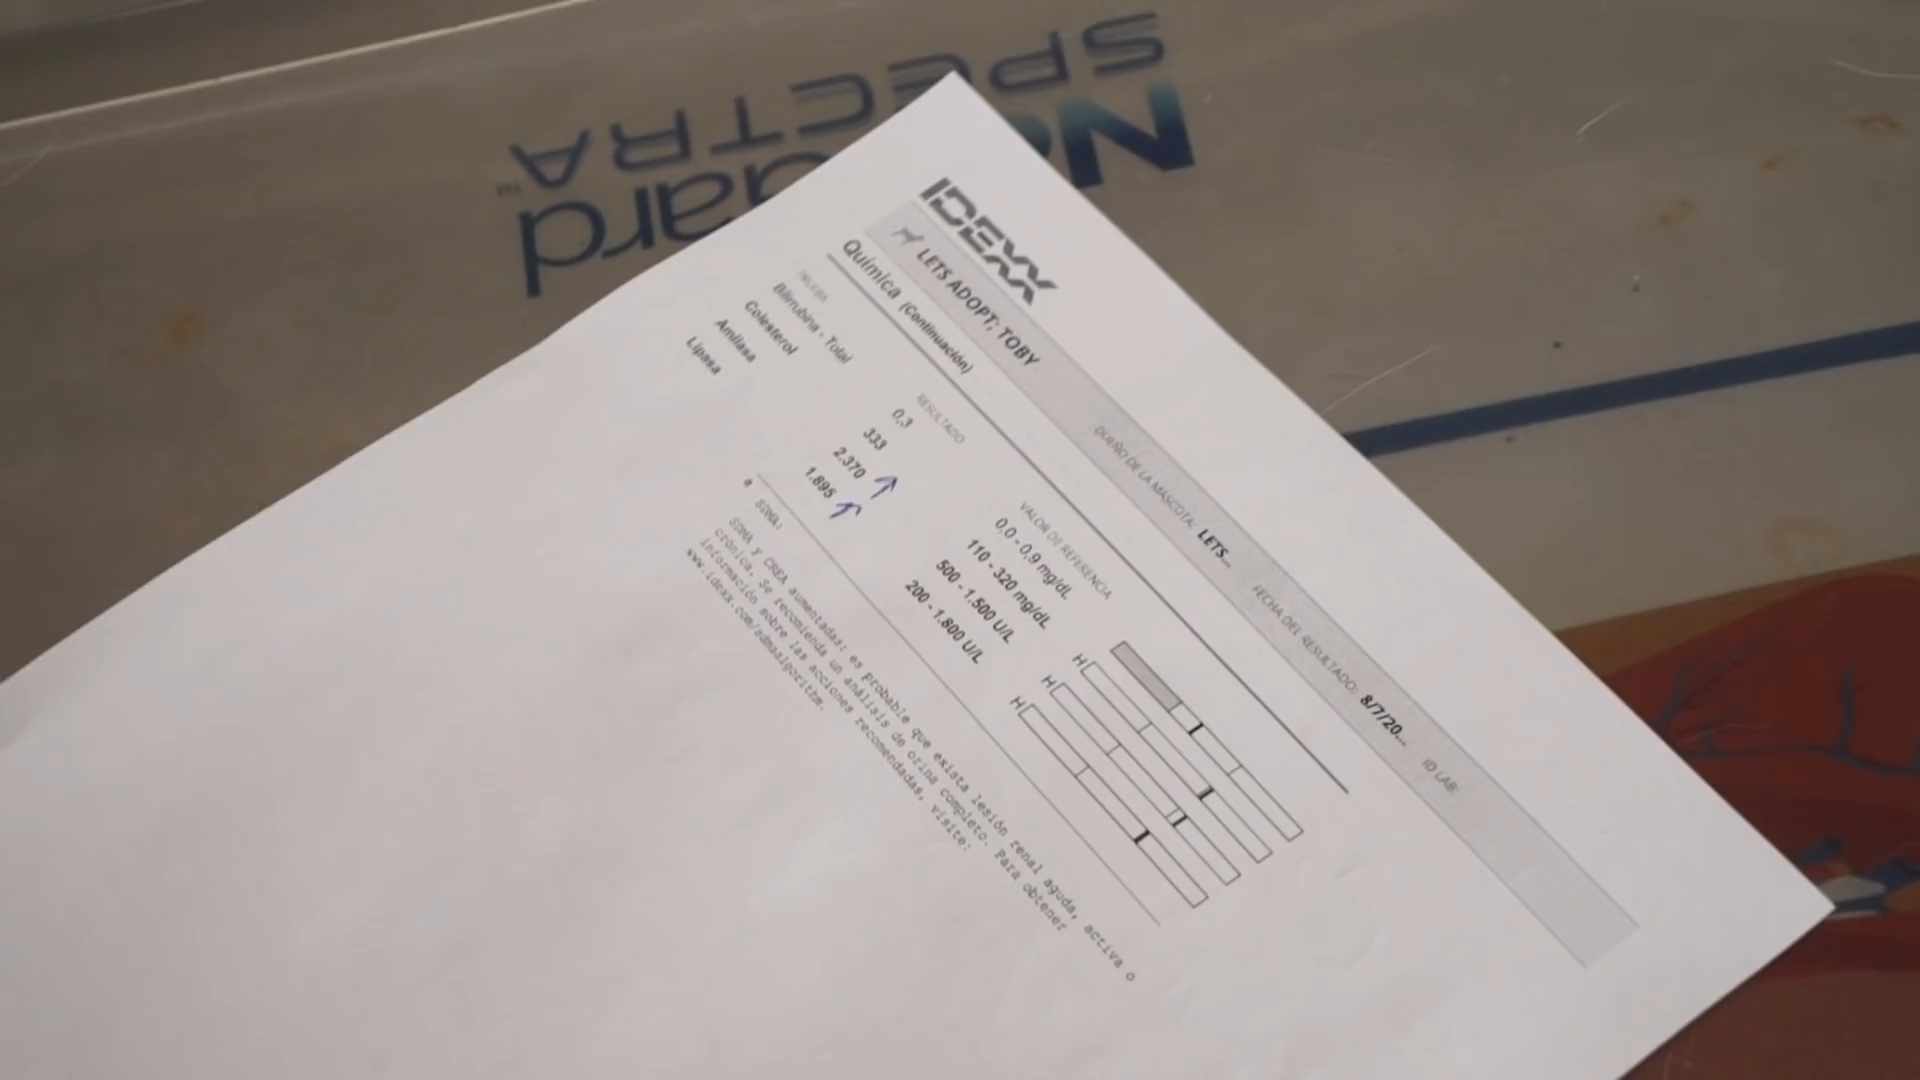 IDEXX
LETS ADOPT; TOBY DUEÑO DE LA MASCOTA: LETS... FECHA DEL RESULTADO: 8/7/20... ID LAB:
Química (Continuación)
PRUEBA RESULTADO VALOR DE REFERENCIA
Bilirrubina - Total 0,3 0,0 - 0,9 mg/dL
Colesterol 333 110 - 320 mg/dL H
Amilasa 2.370 500 - 1.500 U/L H
Lipasa 1.895 200 - 1.800 U/L H
a SDMA:
SDMA y CREA aumentadas: es probable que exista lesión renal aguda, activa o
crónica. Se recomienda un análisis de orina completo. Para obtener
información sobre las acciones recomendadas, visite:
www.idexx.com/sdmaalgorithm.
ard
SPECTRA™